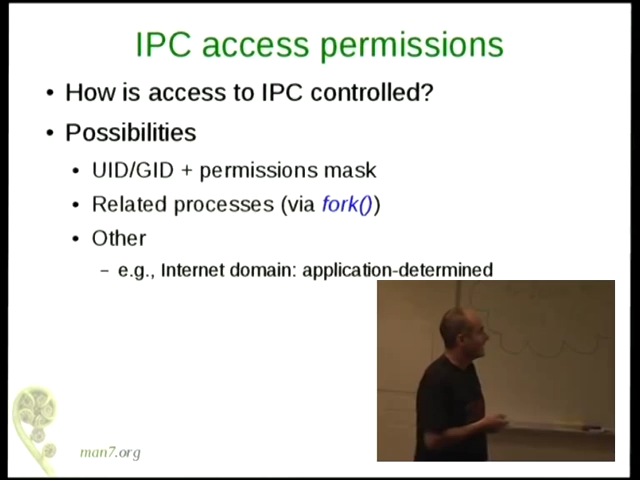 IPC access permissions
• How is access to IPC controlled?
• Possibilities
• UID/GID + permissions mask
• Related processes (via fork())
• Other
– e.g., Internet domain: application-determined
man7.org